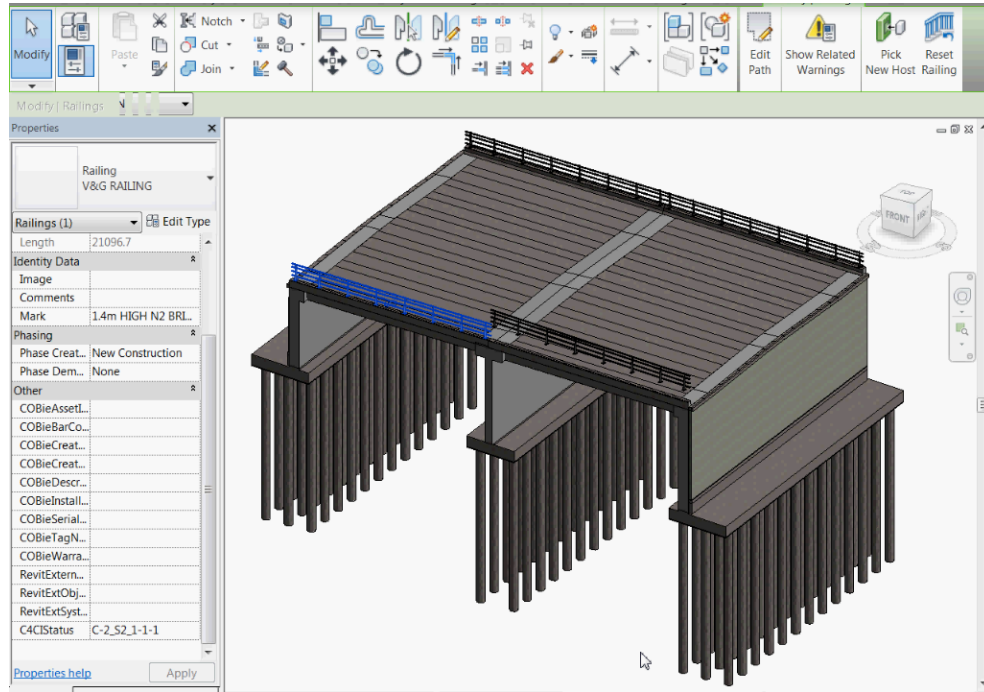 Notch
Cut
Join
Modify
Paste
Edit
Path
Show Related
Warnings
Pick
New Host
Reset
Railing
Modify | Railings
Properties
Railing
V&G RAILING
Railings (1)
Edit Type
Length 21096.7
Identity Data
Image
Comments
Mark 1.4m HIGH N2 BRI...
Phasing
Phase Creat... New Construction
Phase Dem... None
Other
COBieAssetI...
COBieBarCo...
COBieCreat...
COBieCreat...
COBieDescr...
COBieInstall...
COBieSerial...
COBieTagN...
COBieWarra...
RevitExtern...
RevitExtObj...
RevitExtSyst...
C4CIStatus C-2_S2_1-1-1
Properties help
Apply
TOP
FRONT